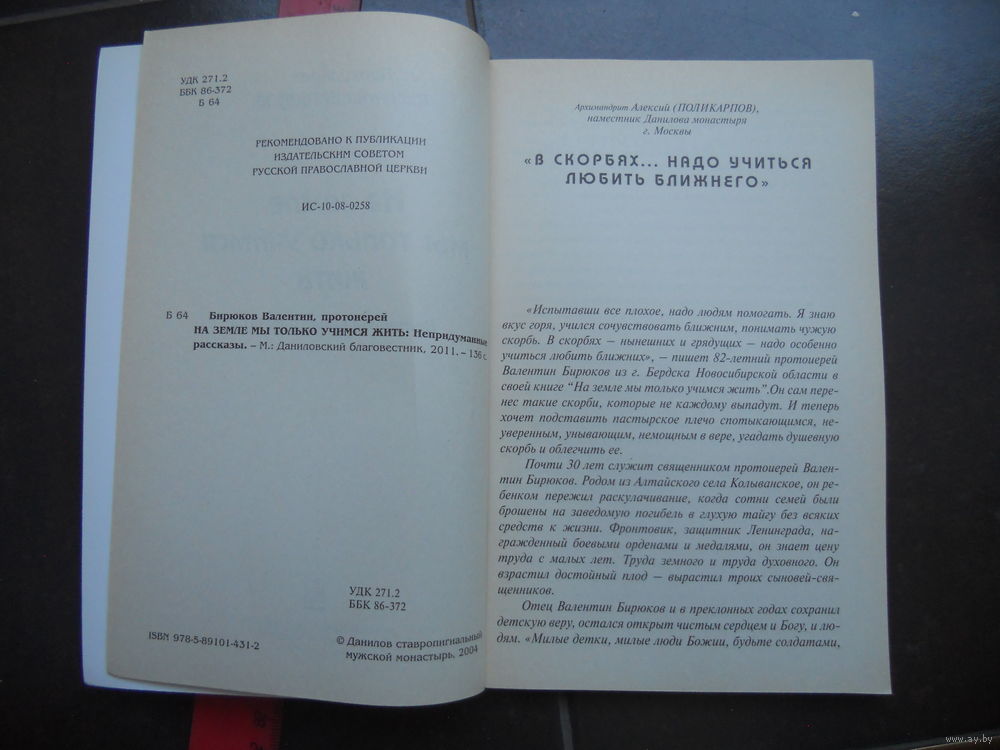 УДК 271.2
ББК 86-372
Б 64
РЕКОМЕНДОВАНО К ПУБЛИКАЦИИ
ИЗДАТЕЛЬСКИМ СОВЕТОМ
РУССКОЙ ПРАВОСЛАВНОЙ ЦЕРКВИ
ИС-10-08-0258
Б 64 Бирюков Валентин, протоиерей
НА ЗЕМЛЕ МЫ ТОЛЬКО УЧИМСЯ ЖИТЬ: Непридуманные
рассказы. – М.: Даниловский благовестник, 2011. – 136 с.
УДК 271.2
ББК 86-372
ISBN 978-5-89101-431-2
© Данилов ставропигиальный
мужской монастырь, 2004
Архимандрит Алексий (ПОЛИКАРПОВ),
наместник Данилова монастыря
г. Москвы
«В СКОРБЯХ... НАДО УЧИТЬСЯ
ЛЮБИТЬ БЛИЖНЕГО»
«Испытавши все плохое, надо людям помогать. Я знаю
вкус горя, учился сочувствовать ближним, понимать чужую
скорбь. В скорбях – нынешних и грядущих – надо особенно
учиться любить ближних», – пишет 82-летний протоиерей
Валентин Бирюков из г. Бердска Новосибирской области в
своей книге “На земле мы только учимся жить”.Он сам пере-
нес такие скорби, которые не каждому выпадут. И теперь
хочет подставить пастырское плечо спотыкающимся, не-
уверенным, унывающим, немощным в вере, угадать душевную
скорбь и облегчить ее.
Почти 30 лет служит священником протоиерей Вален-
тин Бирюков. Родом из Алтайского села Колыванское, он ре-
бенком пережил раскулачивание, когда сотни семей были
брошены на заведомую погибель в глухую тайгу без всяких
средств к жизни. Фронтовик, защитник Ленинграда, на-
гражденный боевыми орденами и медалями, он знает цену
труда с малых лет. Труда земного и труда духовного. Он
взрастил достойный плод – вырастил троих сыновей-свя-
щенников.
Отец Валентин Бирюков и в преклонных годах сохранил
детскую веру, остался открыт чистым сердцем и Богу, и лю-
дям. «Милые детки, милые люди Божии, будьте солдатами,
www.ay.by